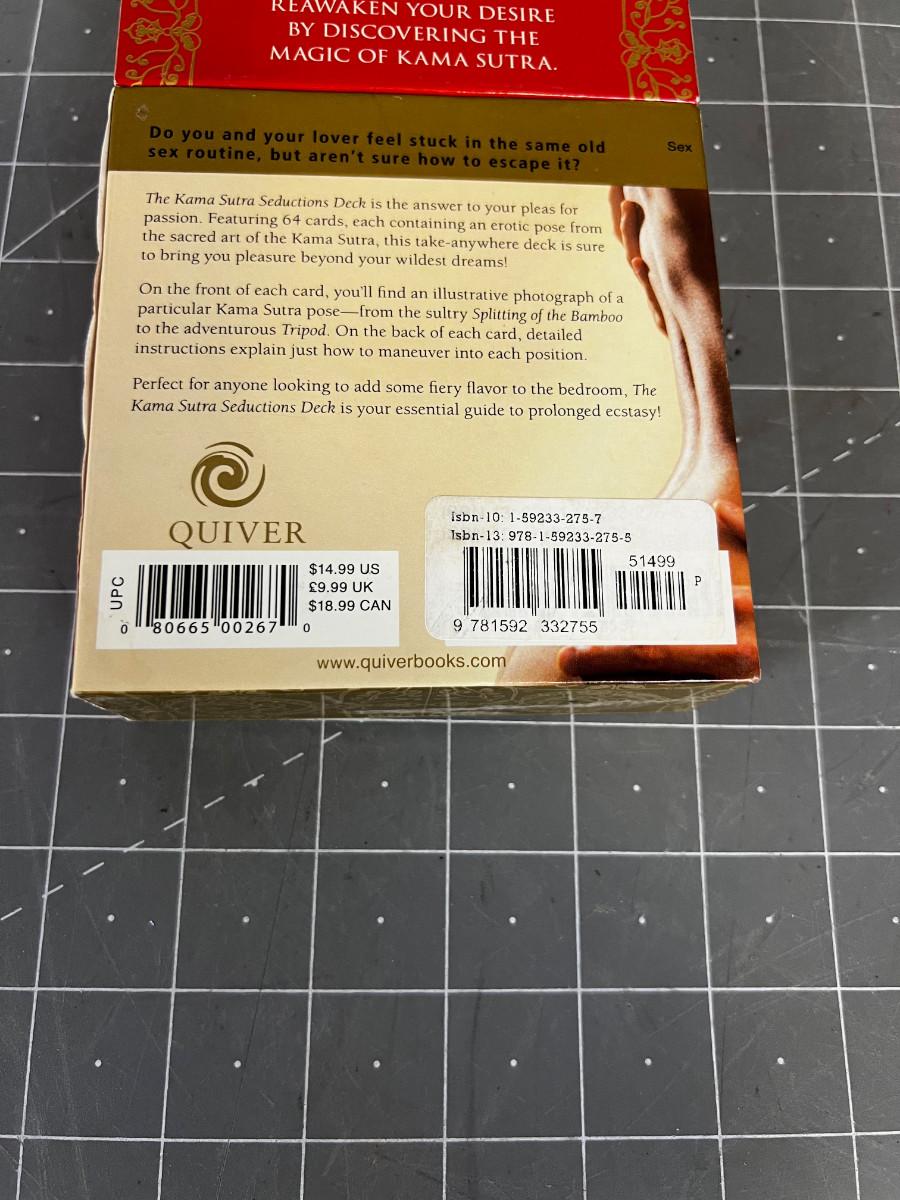 REAWAKEN YOUR DESIRE
BY DISCOVERING THE
MAGIC OF KAMA SUTRA.
Do you and your lover feel stuck in the same old
sex routine, but aren't sure how to escape it?
Sex
The Kama Sutra Seductions Deck is the answer to your pleas for
passion. Featuring 64 cards, each containing an erotic pose from
the sacred art of the Kama Sutra, this take-anywhere deck is sure
to bring you pleasure beyond your wildest dreams!
On the front of each card, you'll find an illustrative photograph of a
particular Kama Sutra pose—from the sultry Splitting of the Bamboo
to the adventurous Tripod. On the back of each card, detailed
instructions explain just how to maneuver into each position.
Perfect for anyone looking to add some fiery flavor to the bedroom, The
Kama Sutra Seductions Deck is your essential guide to prolonged ecstasy!
QUIVER
UPC
0 80665 00267 0
$14.99 US
£9.99 UK
$18.99 CAN
Isbn-10: 1-59233-275-7
Isbn-13: 978-1-59233-275-5
51499
P
9 781592 332755
www.quiverbooks.com